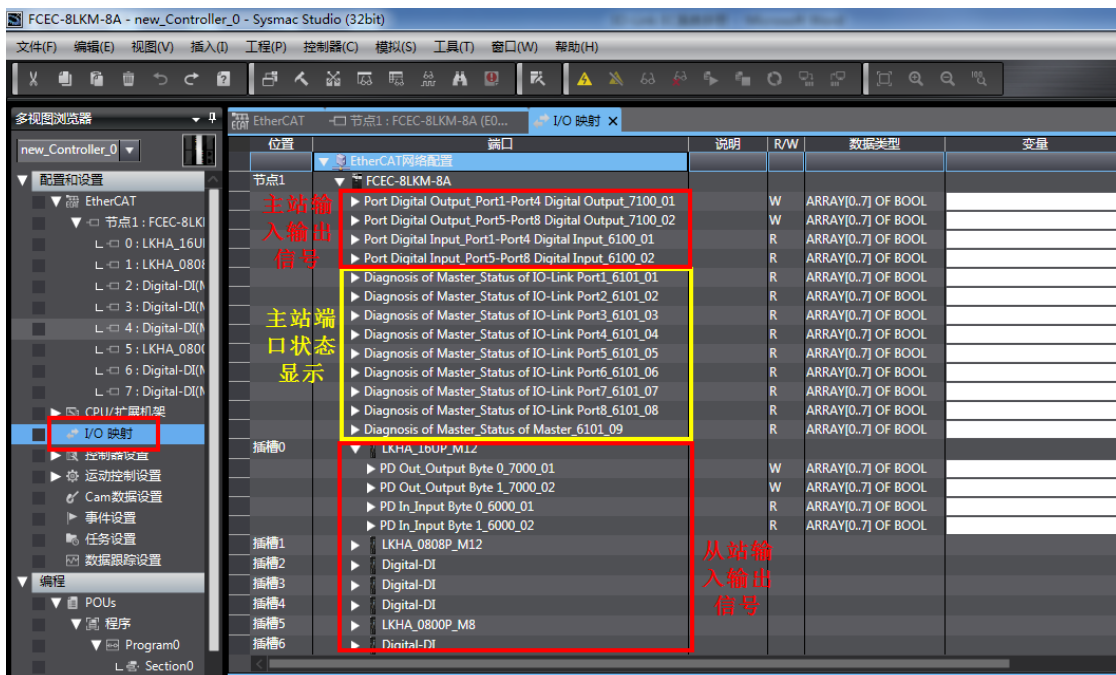 FCEC-8LKM-8A - new_Controller_0 - Sysmac Studio (32bit)
文件(F) 编辑(E) 视图(V) 插入(I) 工程(P) 控制器(C) 模拟(S) 工具(T) 窗口(W) 帮助(H)
多视图浏览器
EtherCAT 节点1 : FCEC-8LKM-8A (E0... I/O 映射
new_Controller_0
位置 端口 说明 R/W 数据类型 变量
EtherCAT网络配置
配置和设置
节点1 FCEC-8LKM-8A
EtherCAT
主站输入输出信号
Port Digital Output_Port1-Port4 Digital Output_7100_01 W ARRAY[0..7] OF BOOL
节点1 : FCEC-8LKM
Port Digital Output_Port5-Port8 Digital Output_7100_02 W ARRAY[0..7] OF BOOL
0 : LKHA_16UP
Port Digital Input_Port1-Port4 Digital Input_6100_01 R ARRAY[0..7] OF BOOL
1 : LKHA_0808
Port Digital Input_Port5-Port8 Digital Input_6100_02 R ARRAY[0..7] OF BOOL
2 : Digital-DI(M
Diagnosis of Master_Status of IO-Link Port1_6101_01 R ARRAY[0..7] OF BOOL
3 : Digital-DI(M
Diagnosis of Master_Status of IO-Link Port2_6101_02 R ARRAY[0..7] OF BOOL
主站端口状态显示
Diagnosis of Master_Status of IO-Link Port3_6101_03 R ARRAY[0..7] OF BOOL
4 : Digital-DI(M
Diagnosis of Master_Status of IO-Link Port4_6101_04 R ARRAY[0..7] OF BOOL
5 : LKHA_0800
Diagnosis of Master_Status of IO-Link Port5_6101_05 R ARRAY[0..7] OF BOOL
6 : Digital-DI(M
Diagnosis of Master_Status of IO-Link Port6_6101_06 R ARRAY[0..7] OF BOOL
7 : Digital-DI(M
Diagnosis of Master_Status of IO-Link Port7_6101_07 R ARRAY[0..7] OF BOOL
CPU/扩展机架
Diagnosis of Master_Status of IO-Link Port8_6101_08 R ARRAY[0..7] OF BOOL
I/O 映射
Diagnosis of Master_Status of Master_6101_09 R ARRAY[0..7] OF BOOL
控制器设置
插槽0 LKHA_16UP_M12
运动控制设置
PD Out_Output Byte 0_7000_01 W ARRAY[0..7] OF BOOL
Cam数据设置
PD Out_Output Byte 1_7000_02 W ARRAY[0..7] OF BOOL
事件设置
PD In_Input Byte 0_6000_01 R ARRAY[0..7] OF BOOL
任务设置
PD In_Input Byte 1_6000_02 R ARRAY[0..7] OF BOOL
数据跟踪设置
插槽1 LKHA_0808P_M12
从站输入输出信号
插槽2 Digital-DI
编程
插槽3 Digital-DI
POUs
插槽4 Digital-DI
程序
插槽5 LKHA_0800P_M8
Program0
插槽6 Digital-DI
Section0